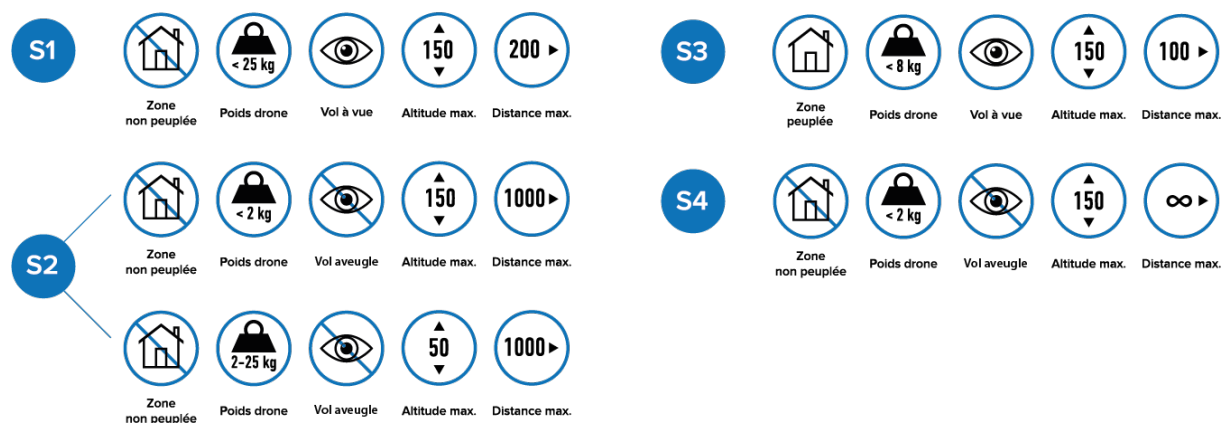 S1
< 25 kg
150
200
Zone
non peuplée
Poids drone
Vol à vue
Altitude max.
Distance max.
S2
< 2 kg
150
1000
Zone
non peuplée
Poids drone
Vol aveugle
Altitude max.
Distance max.
2-25 kg
50
1000
Zone
non peuplée
Poids drone
Vol aveugle
Altitude max.
Distance max.
S3
< 8 kg
150
100
Zone
peuplée
Poids drone
Vol à vue
Altitude max.
Distance max.
S4
< 2 kg
150
∞
Zone
non peuplée
Poids drone
Vol aveugle
Altitude max.
Distance max.